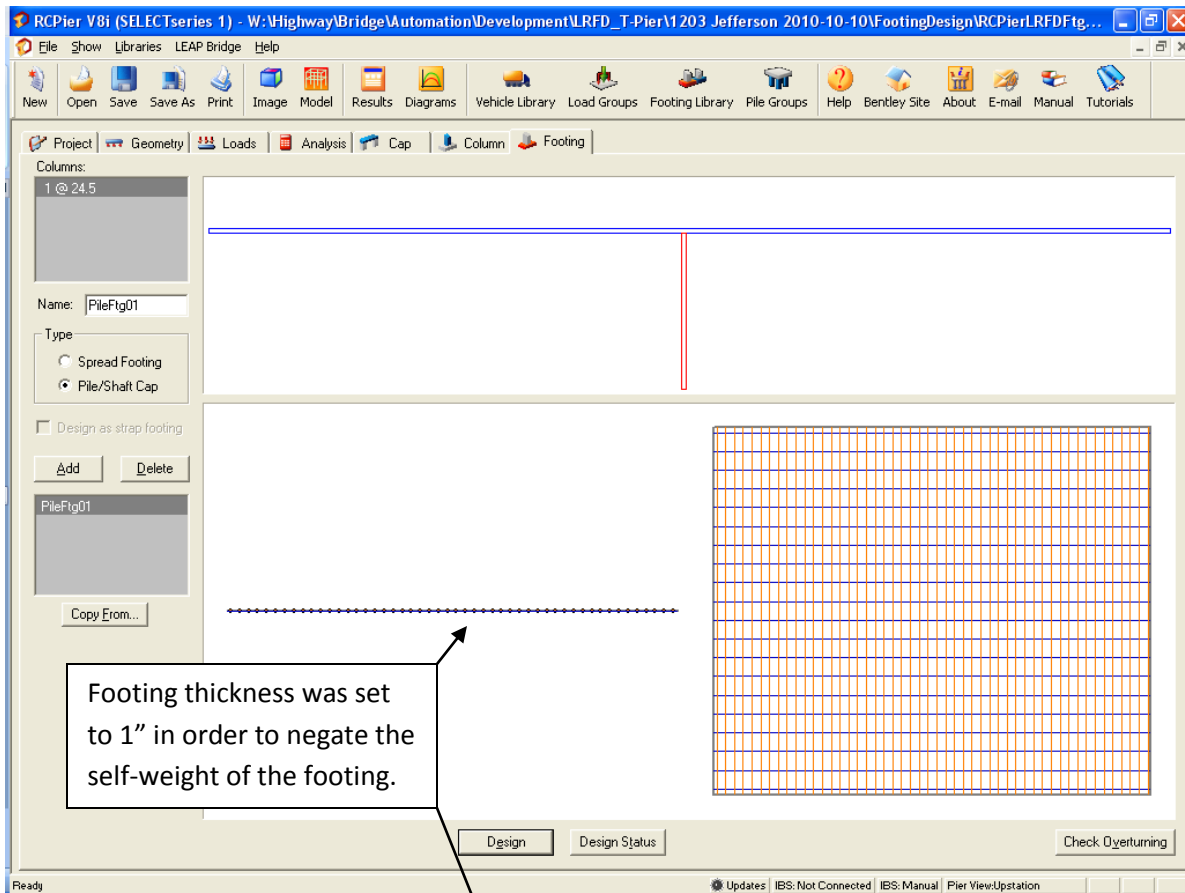 RCPier V8i (SELECTseries 1) - W:\Highway\Bridge\Automation\Development\LRFD_T-Pier\1203 Jefferson 2010-10-10\FootingDesign\RCPierLRFDFtg...
File Show Libraries LEAP Bridge Help
New Open Save Save As Print Image Model Results Diagrams Vehicle Library Load Groups Footing Library Pile Groups Help Bentley Site About E-mail Manual Tutorials
Project Geometry Loads Analysis Cap Column Footing
Columns:
1 @ 24.5
Name: PileFtg01
Type
Spread Footing
Pile/Shaft Cap
Design as strap footing
Add Delete
PileFtg01
Copy From...
Footing thickness was set
to 1” in order to negate the
self-weight of the footing.
Design Design Status Check Overturning
Ready Updates IBS: Not Connected IBS: Manual Pier View:Upstation